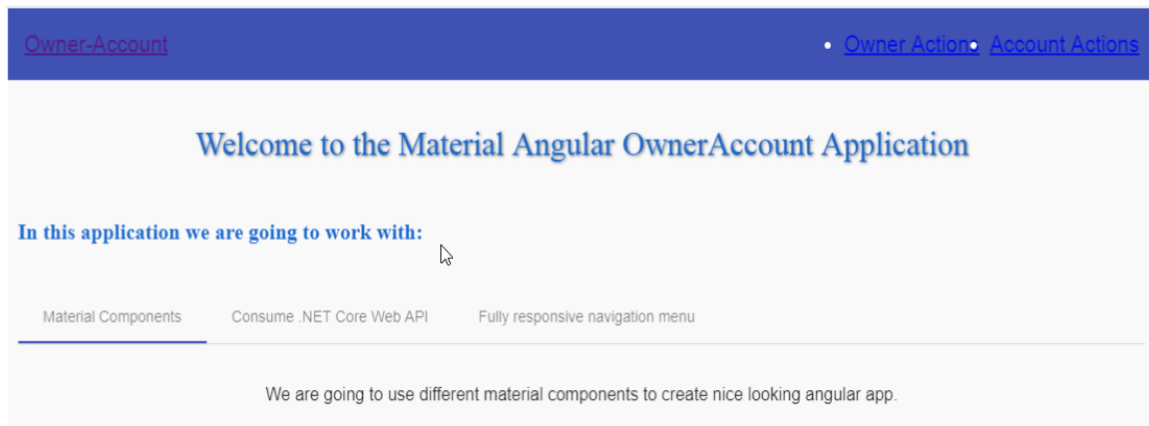 Owner-Account • Owner Actions • Account Actions
Welcome to the Material Angular OwnerAccount Application
In this application we are going to work with:
Material Components Consume .NET Core Web API Fully responsive navigation menu
We are going to use different material components to create nice looking angular app.